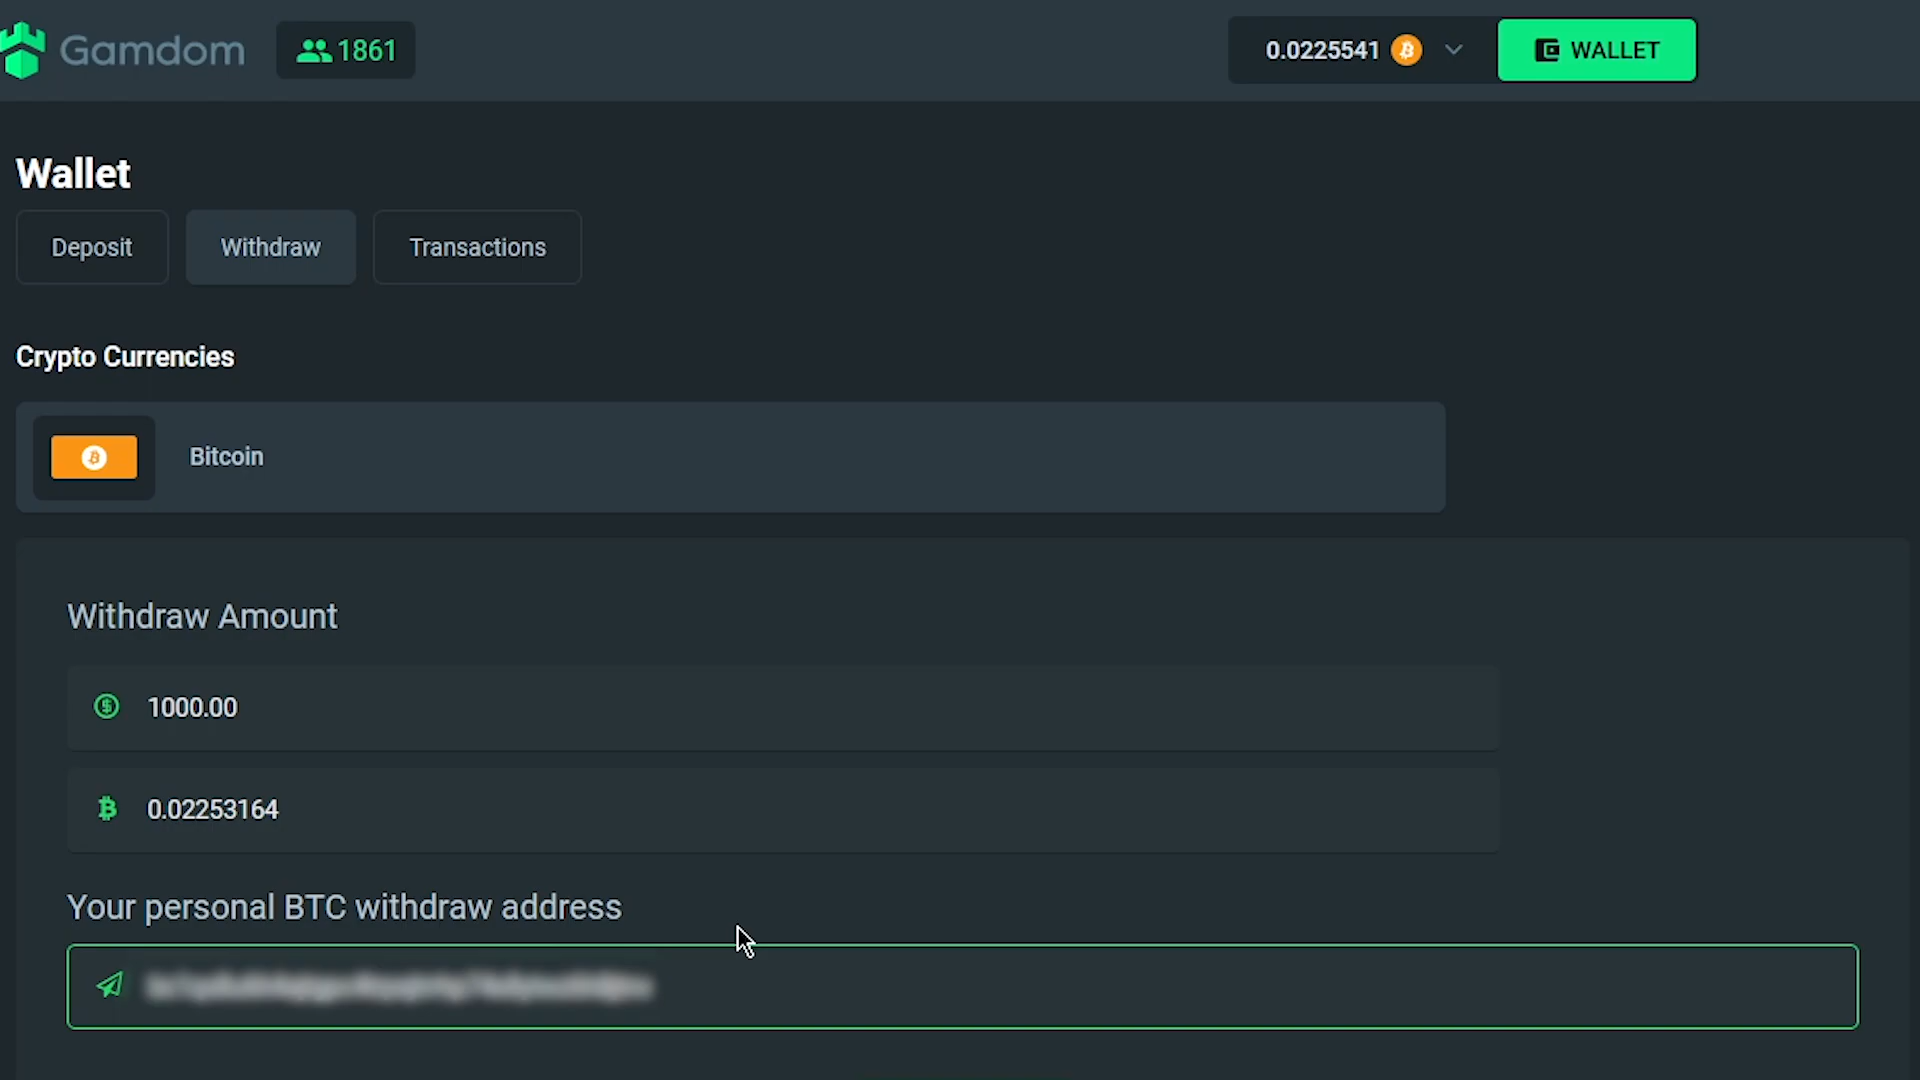 Gamdom
1861
0.0225541
WALLET
Wallet
Deposit
Withdraw
Transactions
Crypto Currencies
Bitcoin
Withdraw Amount
1000.00
0.02253164
Your personal BTC withdraw address